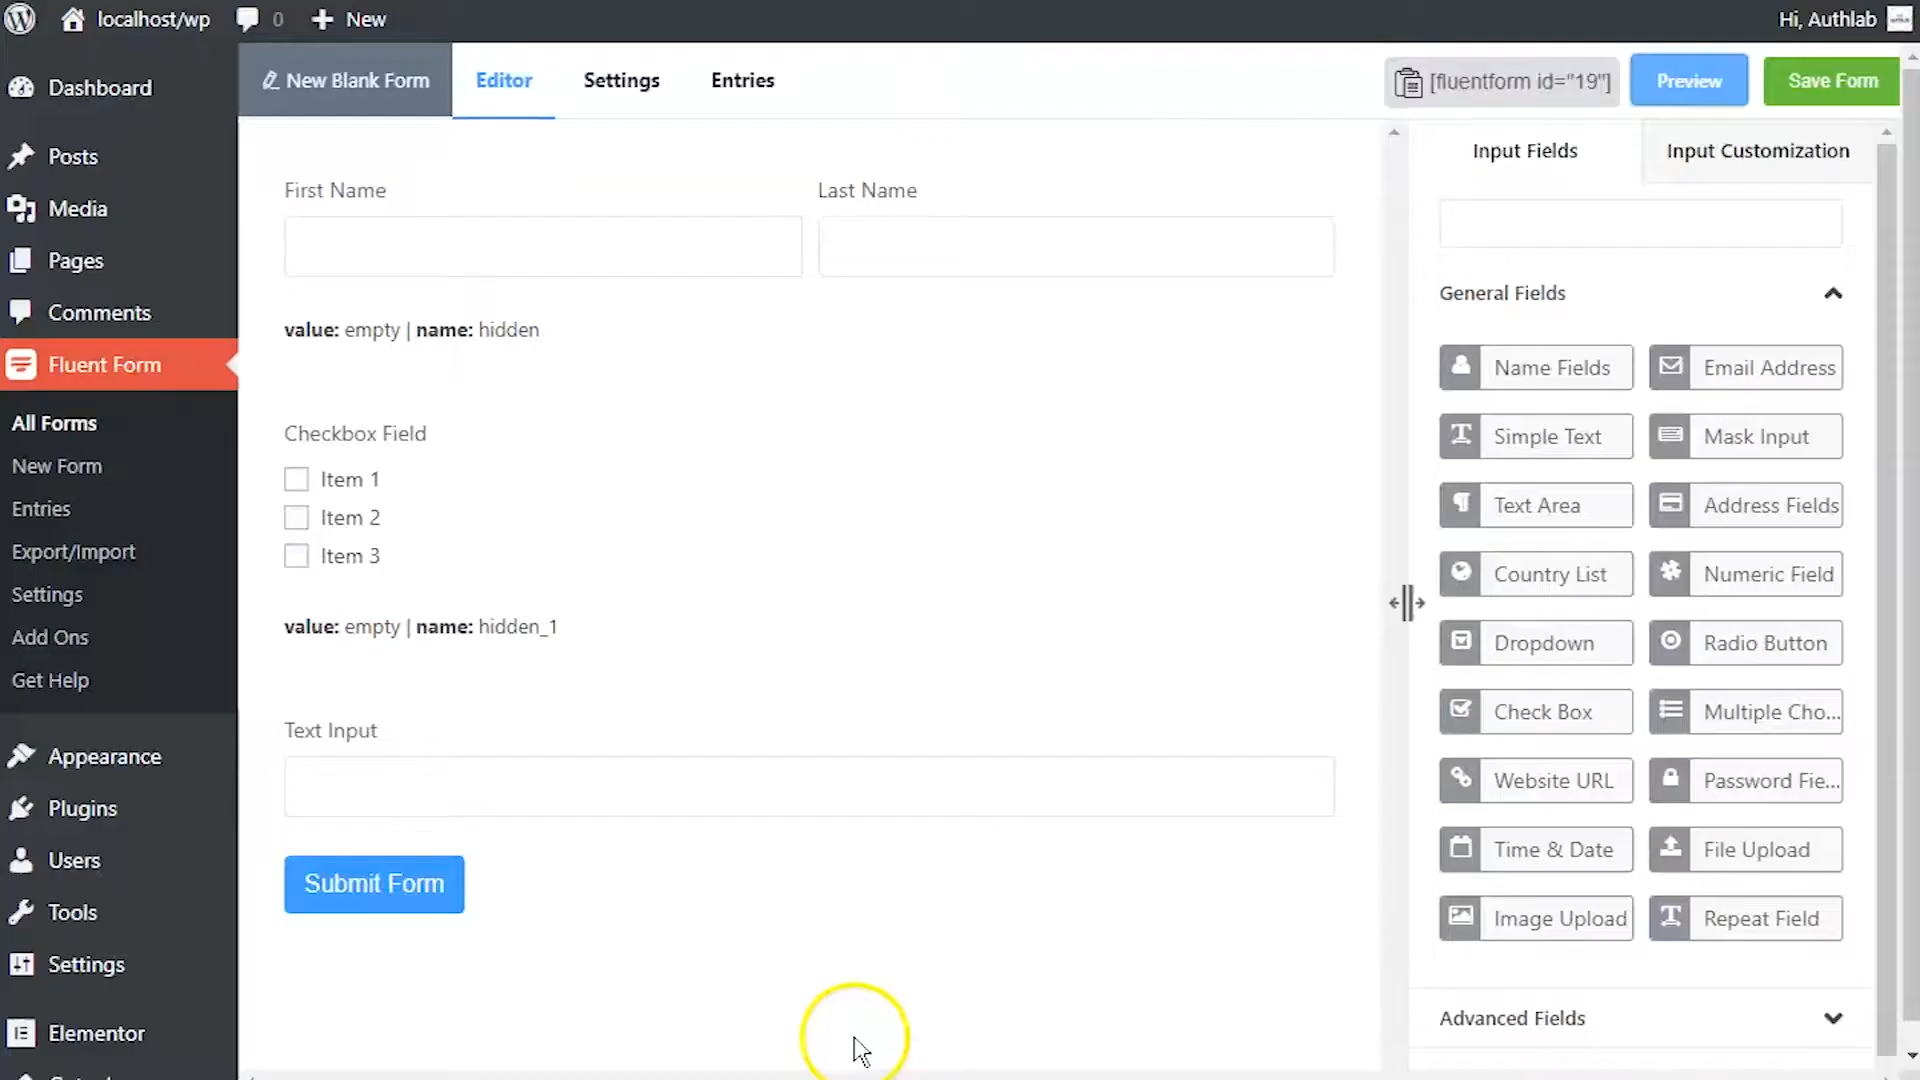 localhost/wp 0 New Hi, Authlab
New Blank Form Editor Settings Entries [fluentform id="19"] Preview Save Form
Dashboard
Posts
Media
Pages
Comments
Fluent Form
All Forms
New Form
Entries
Export/Import
Settings
Add Ons
Get Help
Appearance
Plugins
Users
Tools
Settings
Elementor
First Name Last Name
value: empty | name: hidden
Checkbox Field
Item 1
Item 2
Item 3
value: empty | name: hidden_1
Text Input
Submit Form
Input Fields Input Customization
General Fields
Name Fields Email Address
Simple Text Mask Input
Text Area Address Fields
Country List Numeric Field
Dropdown Radio Button
Check Box Multiple Cho...
Website URL Password Fie...
Time & Date File Upload
Image Upload Repeat Field
Advanced Fields